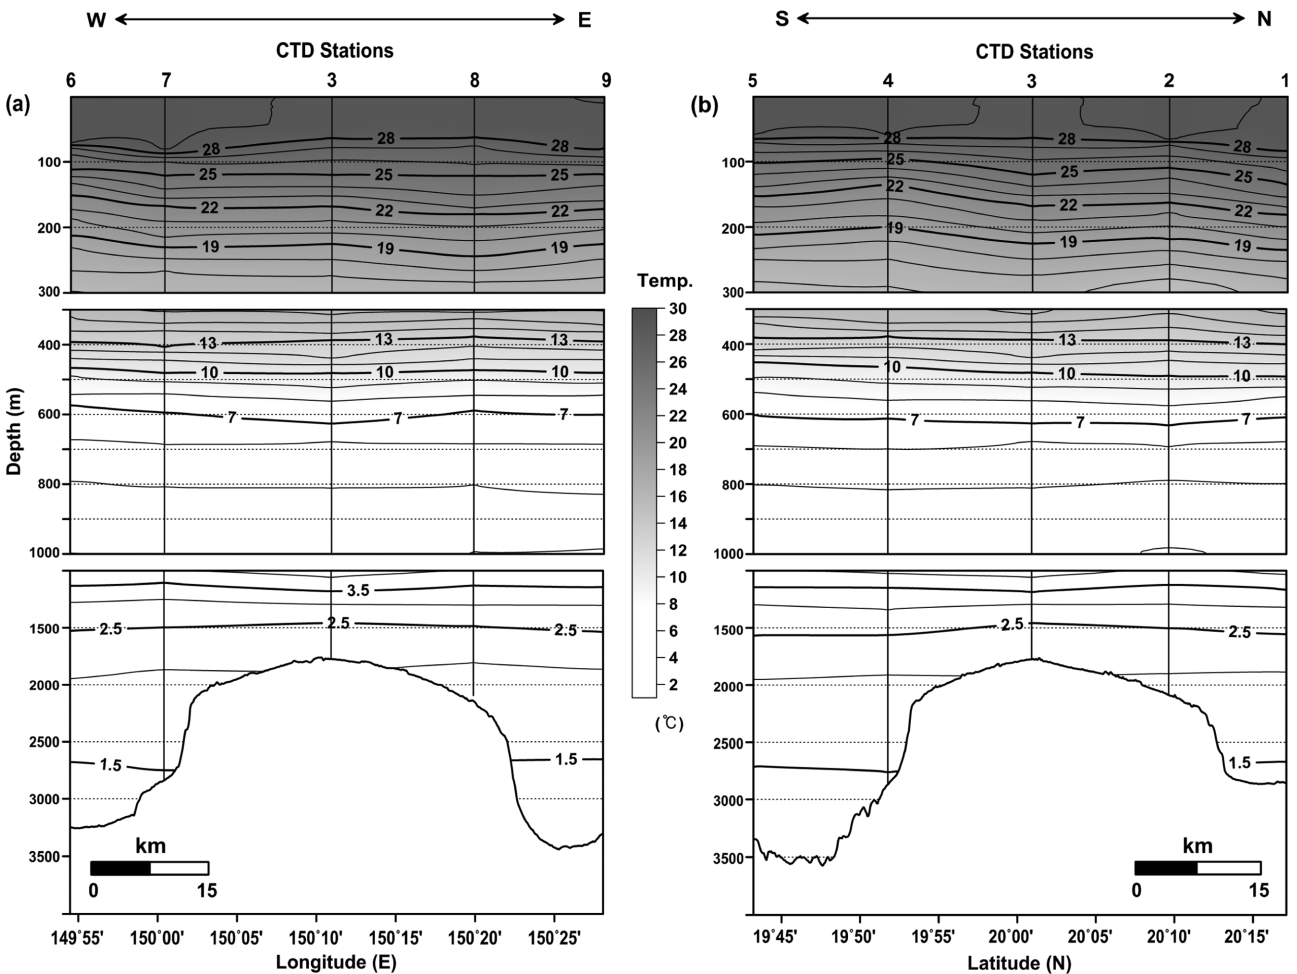 W E
CTD Stations
6 7 3 8 9
(a)
28 28 28
100
25 25 25
22 22 22
200
19 19 19
300
13 13 13
400
10 10 10
600
7 7 7
800
1000
Depth (m)
3.5
1500
2.5 2.5 2.5
2000
2500
1.5 1.5
3000
3500
km
0 15
149˚55' 150˚00' 150˚05' 150˚10' 150˚15' 150˚20' 150˚25'
Longitude (E)
Temp.
30
28
26
24
22
20
18
16
14
12
10
8
6
4
2
(℃)
S N
CTD Stations
5 4 3 2 1
(b)
28 28 28
100
25 25 25
22 22 22
200
19 19 19
300
13 13 13
400
10 10 10
600
7 7 7
800
1000
1500
2.5 2.5
2000
2500
1.5
3000
3500
km
0 15
19˚45' 19˚50' 19˚55' 20˚00' 20˚05' 20˚10' 20˚15'
Latitude (N)